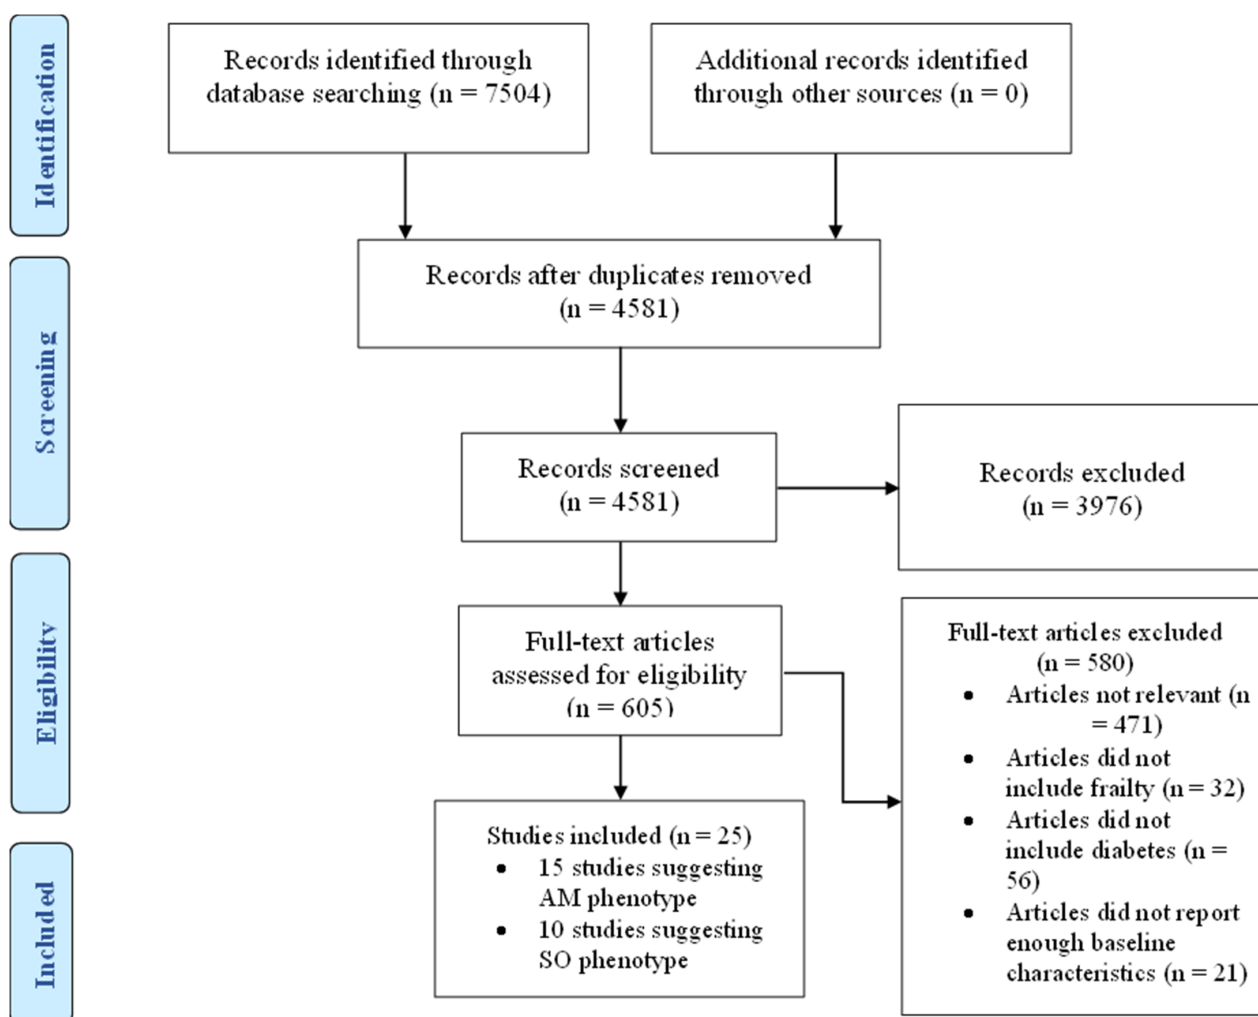 Identification
Records identified through
database searching (n = 7504)
Additional records identified
through other sources (n = 0)
Records after duplicates removed
(n = 4581)
Screening
Records screened
(n = 4581)
Records excluded
(n = 3976)
Eligibility
Full-text articles
assessed for eligibility
(n = 605)
Full-text articles excluded
(n = 580)
• Articles not relevant (n
= 471)
• Articles did not
include frailty (n = 32)
• Articles did not
include diabetes (n =
56)
• Articles did not report
enough baseline
characteristics (n = 21)
Included
Studies included (n = 25)
• 15 studies suggesting
AM phenotype
• 10 studies suggesting
SO phenotype